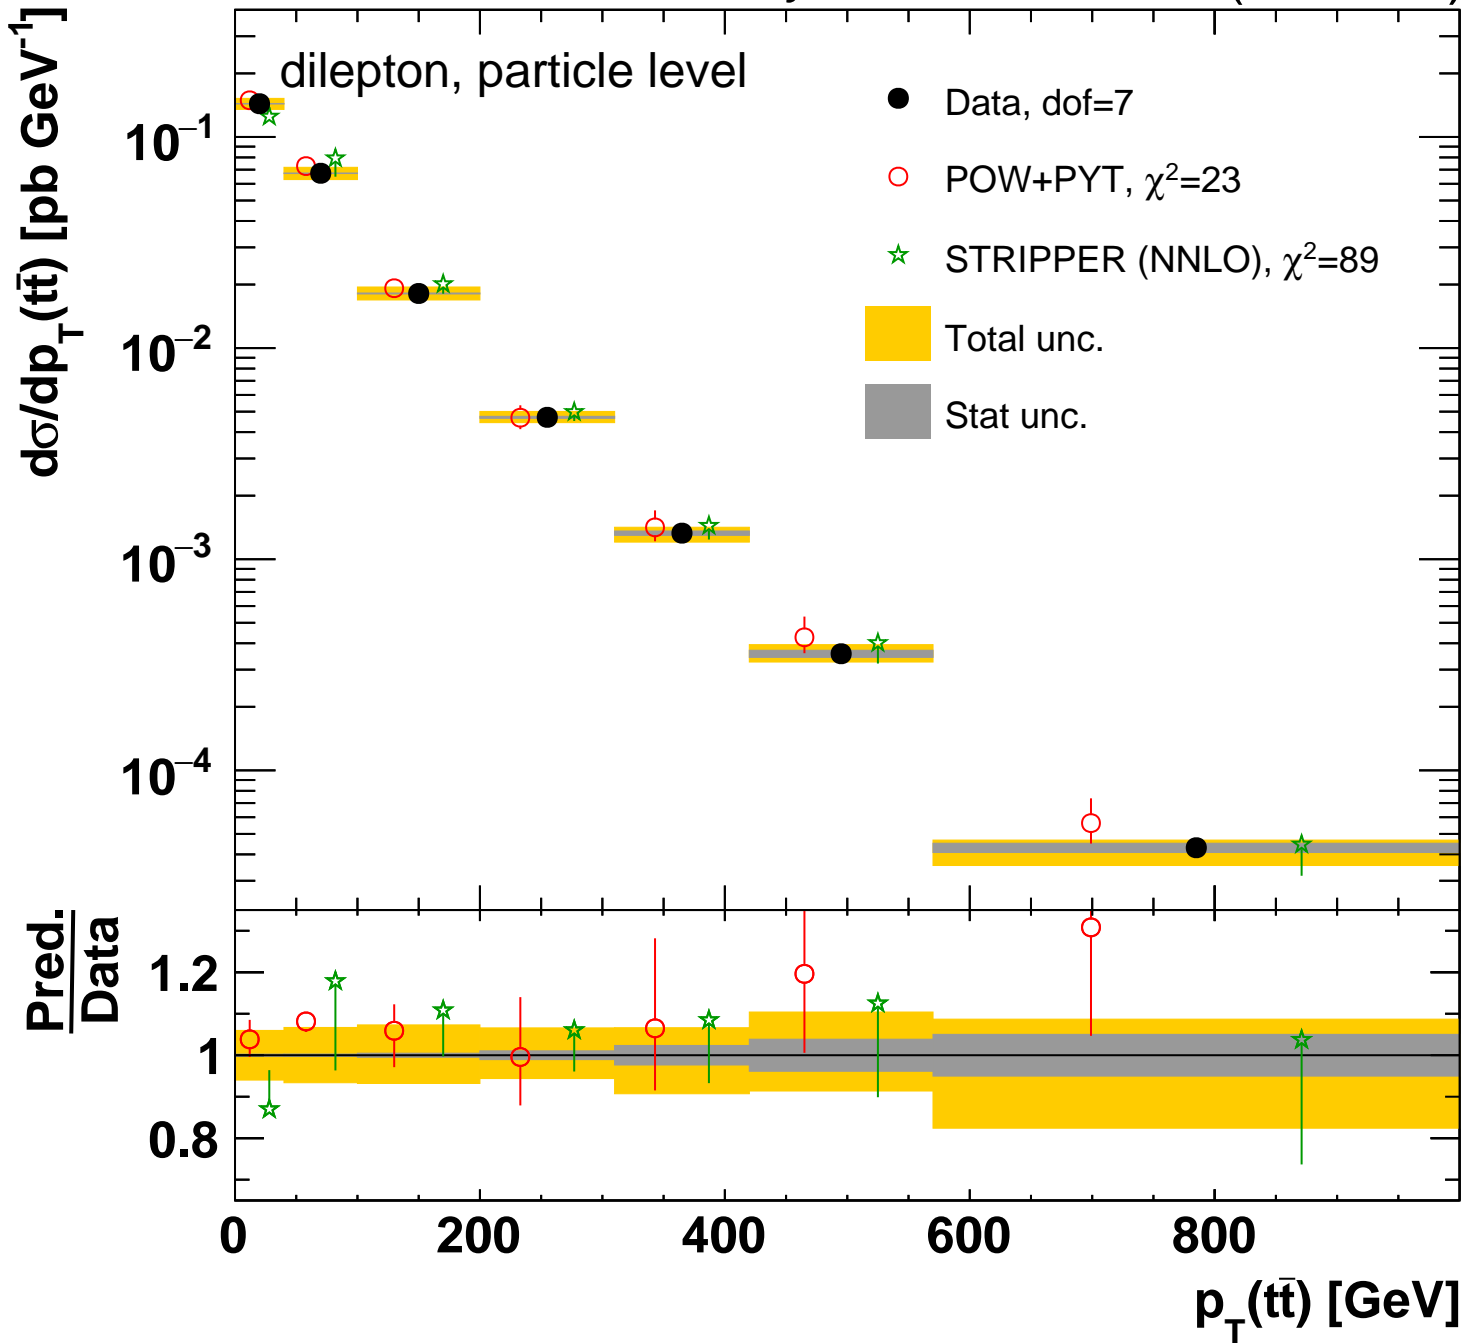 dσ/dp_T(tt̄) [pb GeV⁻¹]
dilepton, particle level
Data, dof=7
POW+PYT, χ²=23
STRIPPER (NNLO), χ²=89
Total unc.
Stat unc.
10⁻¹
10⁻²
10⁻³
10⁻⁴
Pred.
Data
1.2
1
0.8
0 200 400 600 800
p_T(tt̄) [GeV]